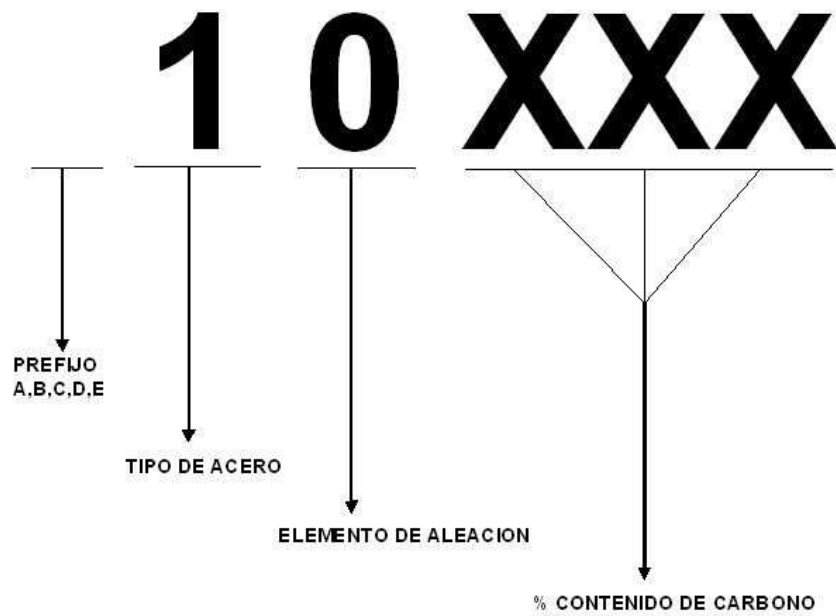 1 0 XXX
PREFIJO
A,B,C,D,E
TIPO DE ACERO
ELEMENTO DE ALEACION
% CONTENIDO DE CARBONO